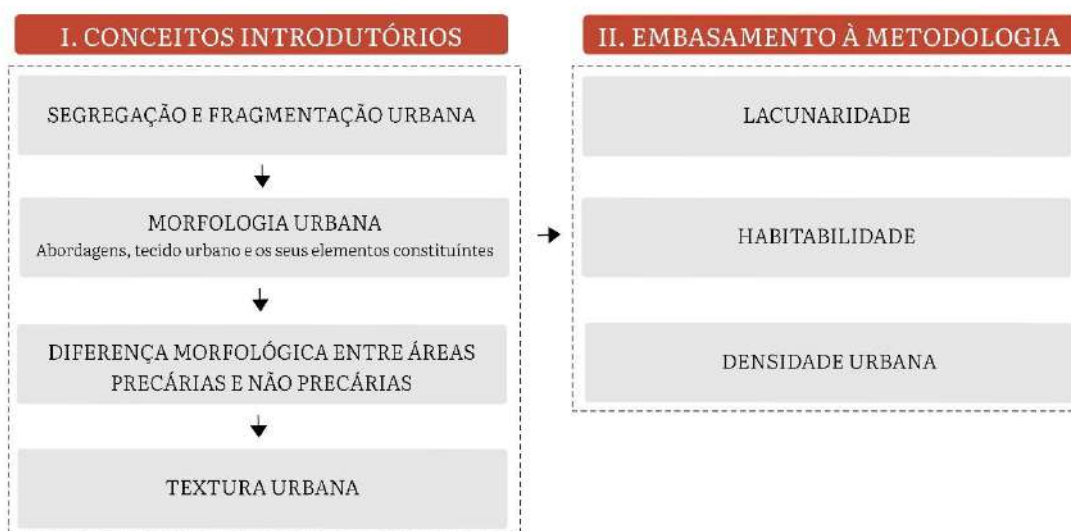 I. CONCEITOS INTRODUTÓRIOS
SEGREGAÇÃO E FRAGMENTAÇÃO URBANA
MORFOLOGIA URBANA
Abordagens, tecido urbano e os seus elementos constituíntes
DIFERENÇA MORFOLÓGICA ENTRE ÁREAS
PRECÁRIAS E NÃO PRECÁRIAS
TEXTURA URBANA
II. EMBASAMENTO À METODOLOGIA
LACUNARIDADE
HABITABILIDADE
DENSIDADE URBANA